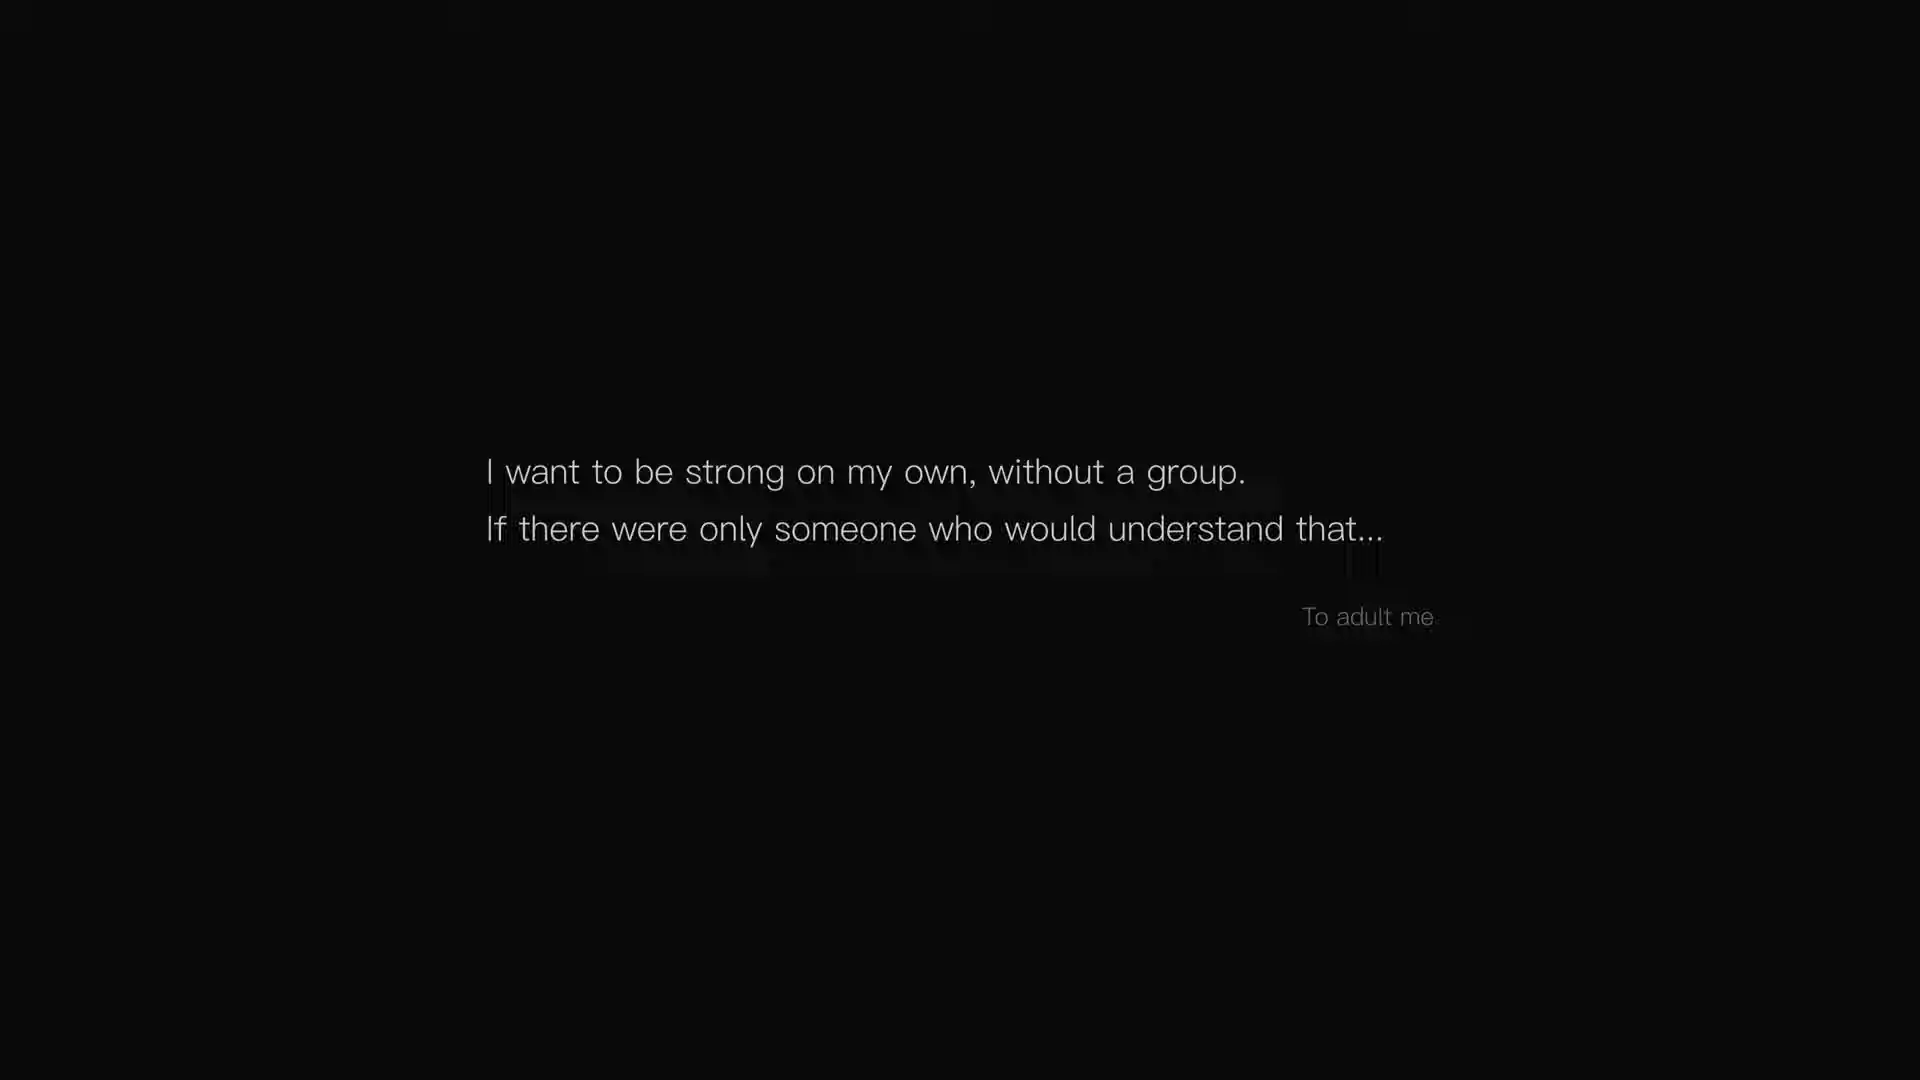 I want to be strong on my own, without a group.
If there were only someone who would understand that...
To adult me